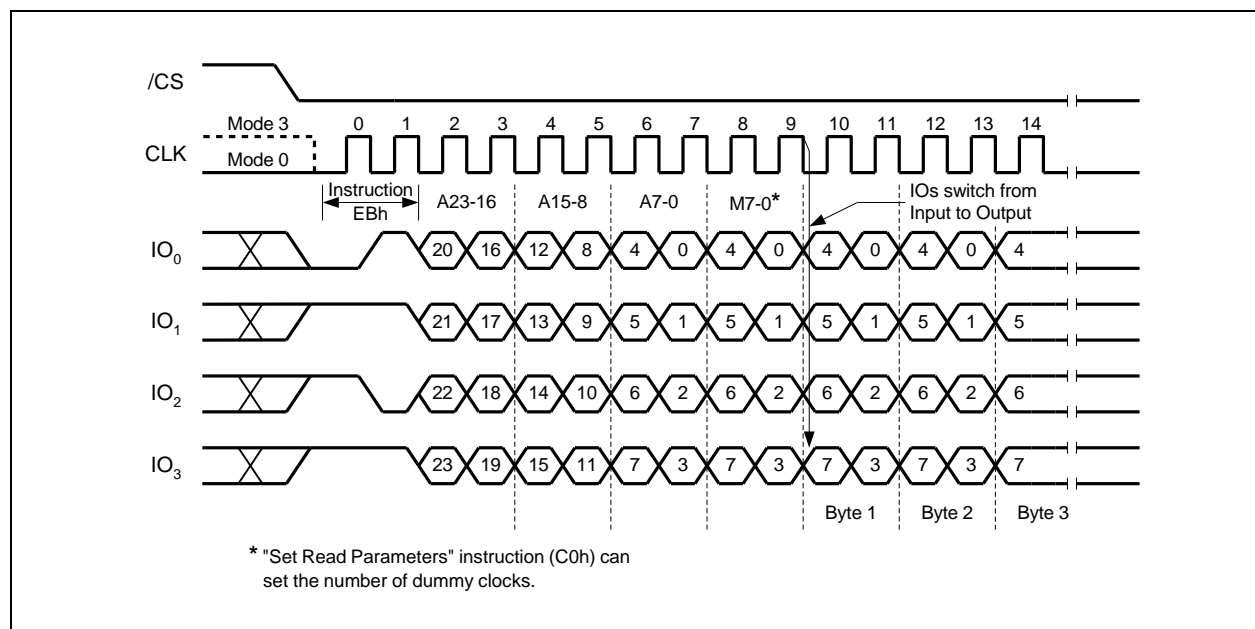 /CS
Mode 3
0 1 2 3 4 5 6 7 8 9 10 11 12 13 14
CLK
Mode 0
Instruction
EBh
A23-16 A15-8 A7-0 M7-0*
IOs switch from
Input to Output
IO0 20 16 12 8 4 0 4 0 4 0 4 0 4
IO1 21 17 13 9 5 1 5 1 5 1 5 1 5
IO2 22 18 14 10 6 2 6 2 6 2 6 2 6
IO3 23 19 15 11 7 3 7 3 7 3 7 3 7
Byte 1 Byte 2 Byte 3
* "Set Read Parameters" instruction (C0h) can
set the number of dummy clocks.